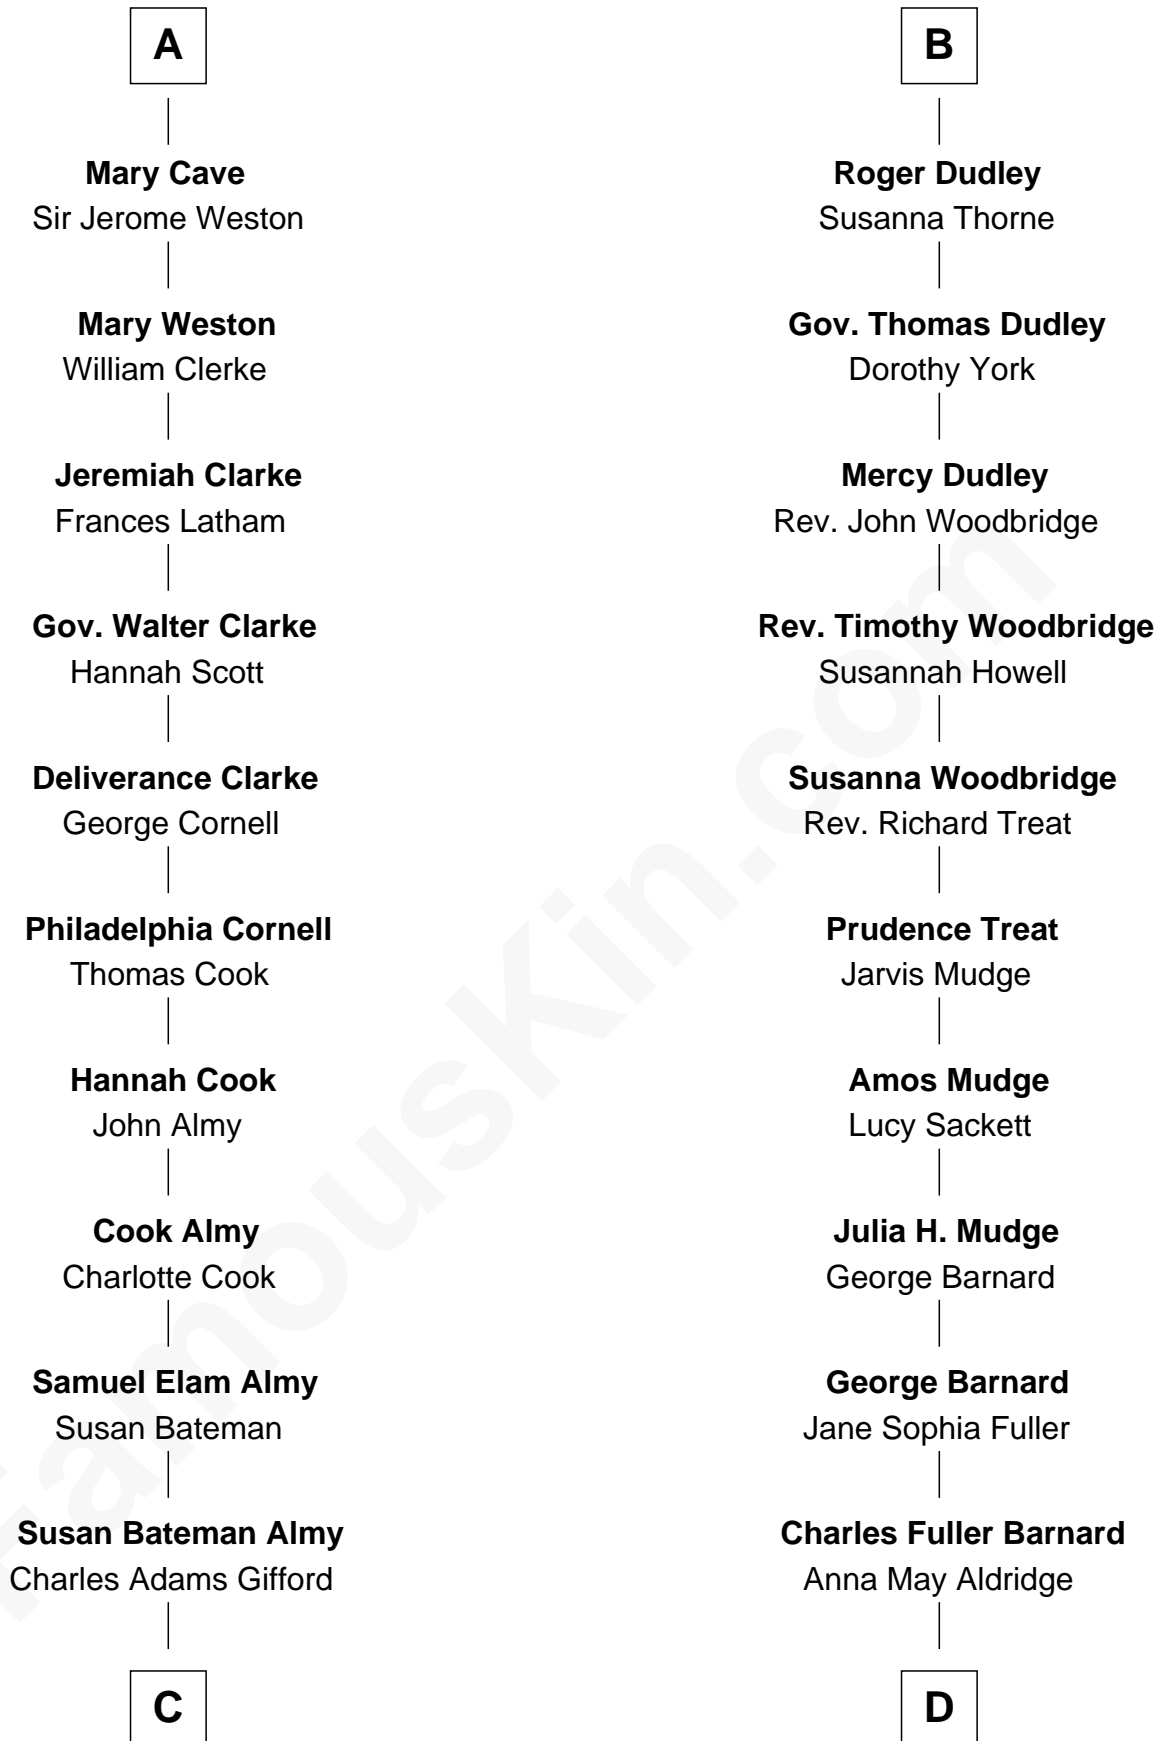 A
Mary Cave
Sir Jerome Weston
Mary Weston
William Clerke
Jeremiah Clarke
Frances Latham
Gov. Walter Clarke
Hannah Scott
Deliverance Clarke
George Cornell
Philadelphia Cornell
Thomas Cook
Hannah Cook
John Almy
Cook Almy
Charlotte Cook
Samuel Elam Almy
Susan Bateman
Susan Bateman Almy
Charles Adams Gifford
C
B
Roger Dudley
Susanna Thorne
Gov. Thomas Dudley
Dorothy York
Mercy Dudley
Rev. John Woodbridge
Rev. Timothy Woodbridge
Susannah Howell
Susanna Woodbridge
Rev. Richard Treat
Prudence Treat
Jarvis Mudge
Amos Mudge
Lucy Sackett
Julia H. Mudge
George Barnard
George Barnard
Jane Sophia Fuller
Charles Fuller Barnard
Anna May Aldridge
D
FamousKin.com